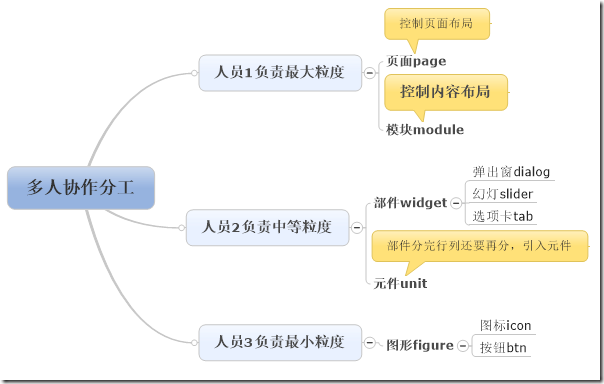 多人协作分工
人员1负责最大粒度
控制页面布局
页面page
控制内容布局
模块module
人员2负责中等粒度
部件widget
弹出窗dialog
幻灯slider
选项卡tab
部件分完行列还要再分，引入元件
元件unit
人员3负责最小粒度
图形figure
图标icon
按钮btn